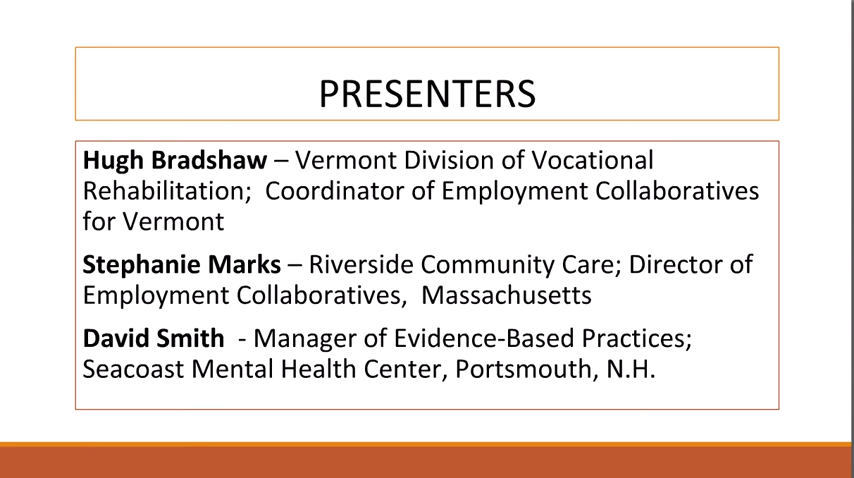 PRESENTERS
Hugh Bradshaw – Vermont Division of Vocational
Rehabilitation;  Coordinator of Employment Collaboratives
for Vermont
Stephanie Marks – Riverside Community Care; Director of
Employment Collaboratives,  Massachusetts
David Smith  - Manager of Evidence-Based Practices;
Seacoast Mental Health Center, Portsmouth, N.H.